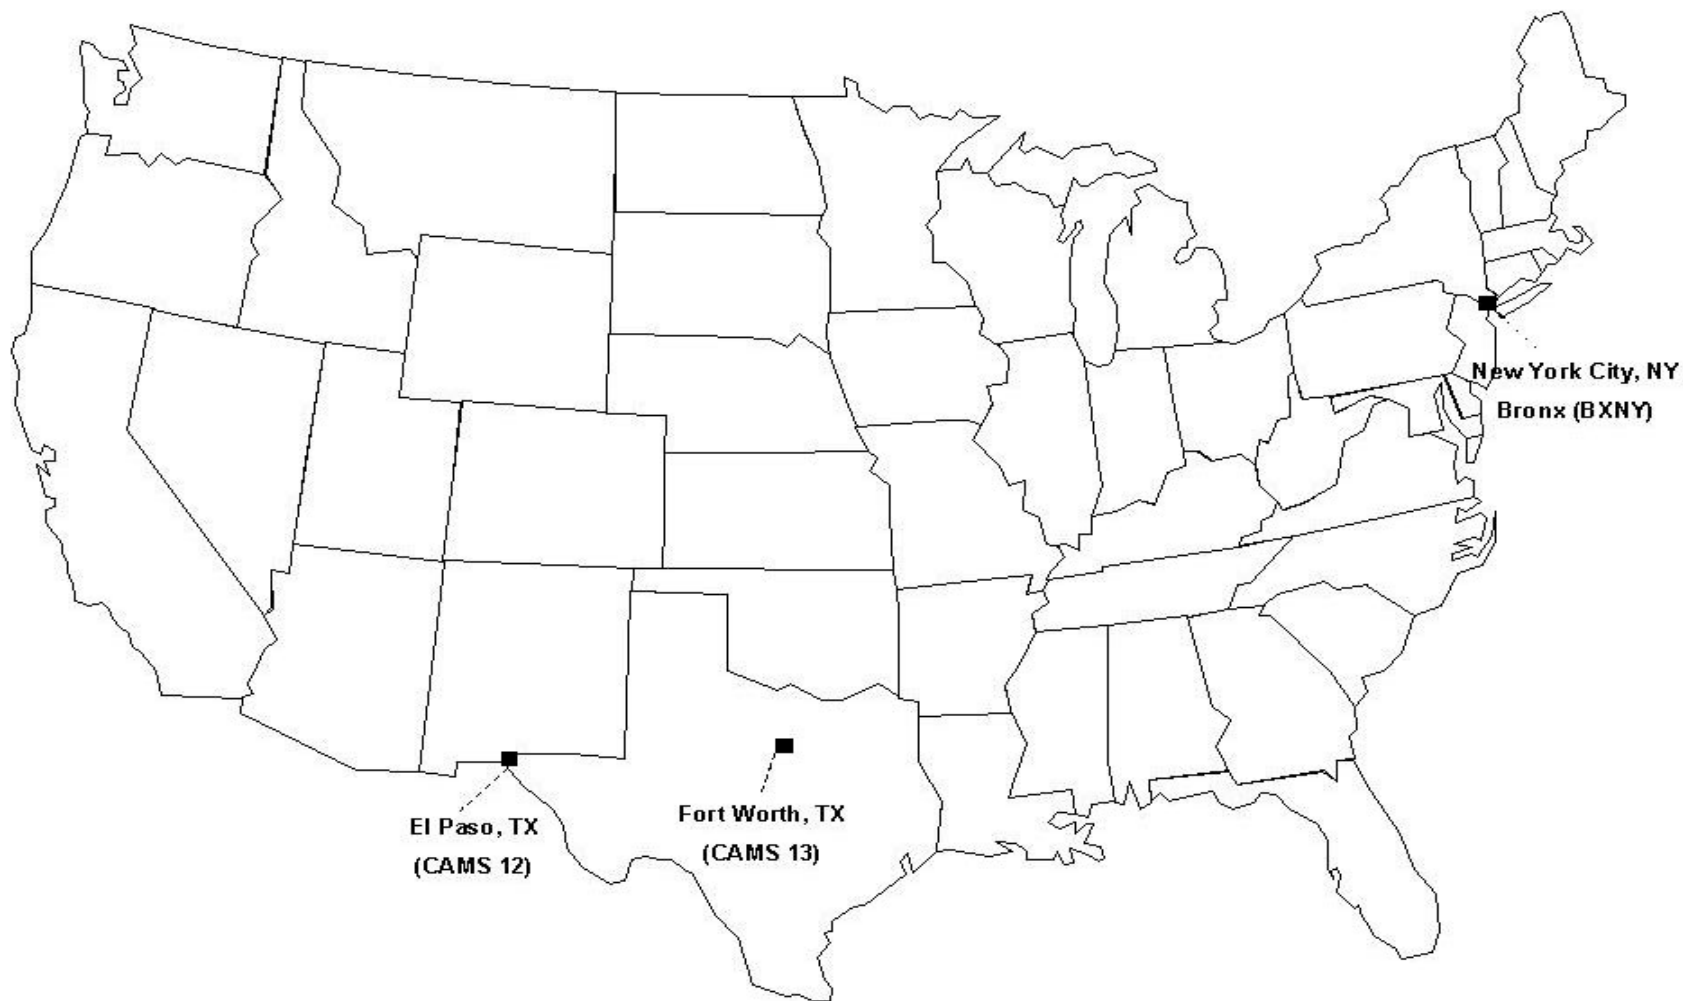 New York City, NY
Bronx (BXNY)
El Paso, TX
(CAMS 12)
Fort Worth, TX
(CAMS 13)